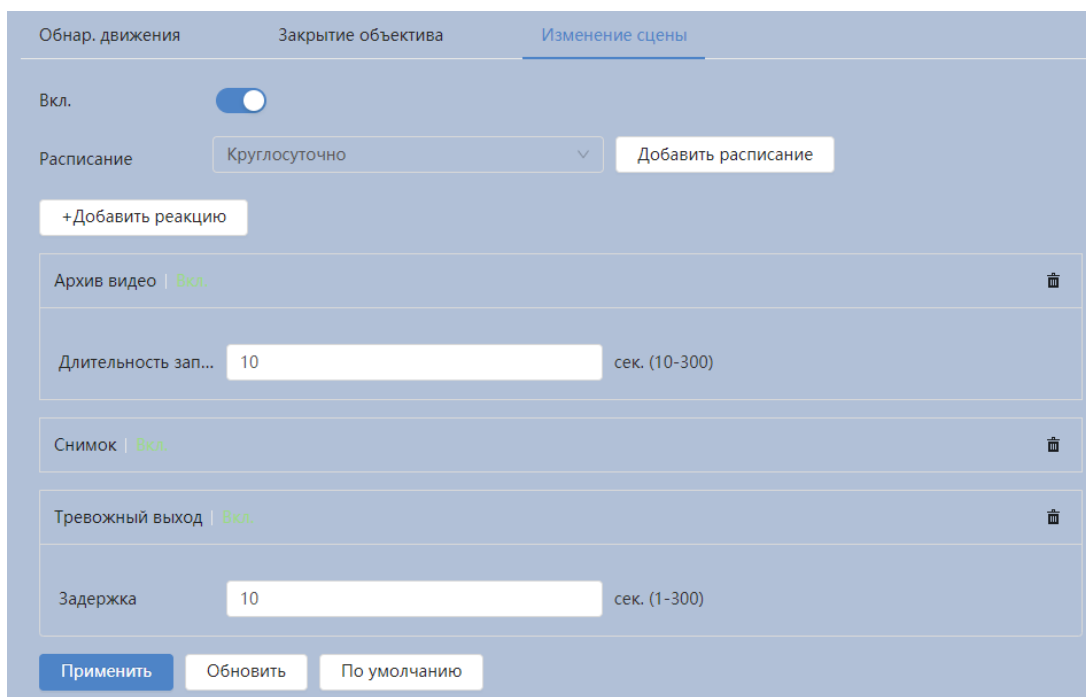 Обнар. движения Закрытие объектива Изменение сцены
Вкл.
Расписание Круглосуточно Добавить расписание
+Добавить реакцию
Архив видео | Вкл.
Длительность зап... 10 сек. (10-300)
Снимок | Вкл.
Тревожный выход | Вкл.
Задержка 10 сек. (1-300)
Применить Обновить По умолчанию